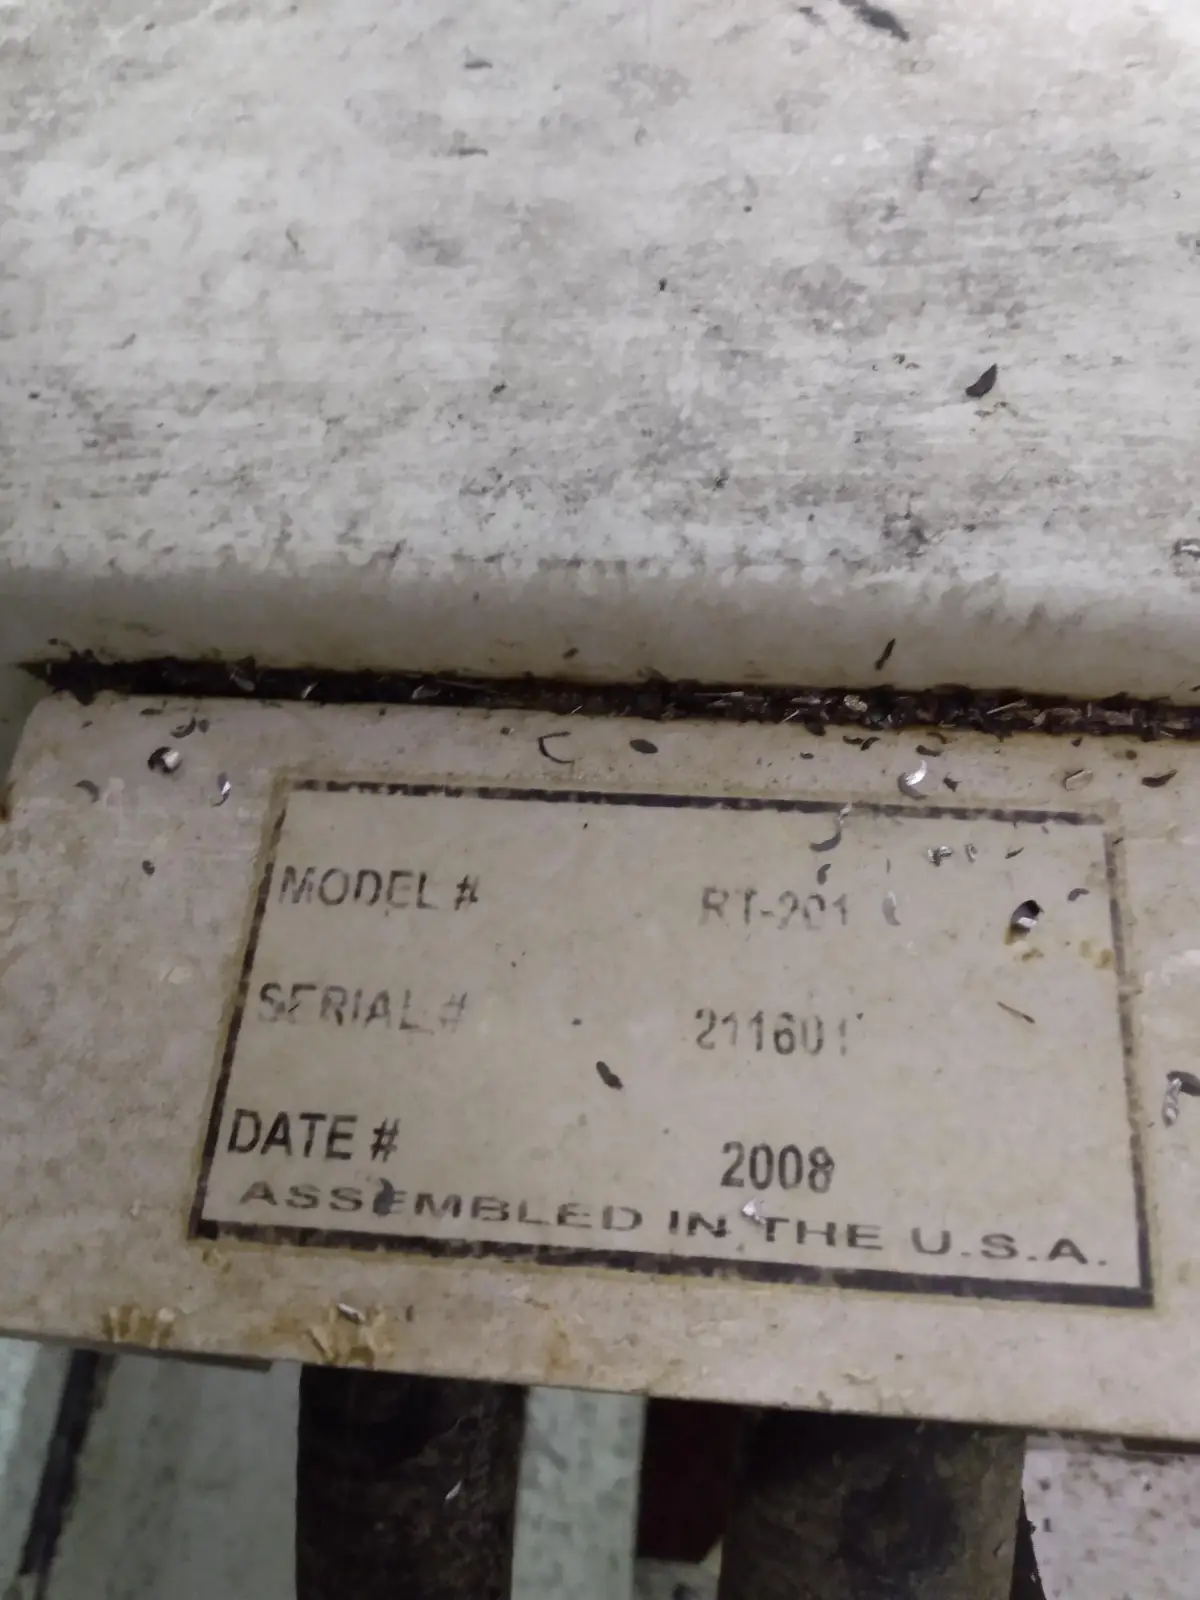 MODEL # RT-201
SERIAL # 211601
DATE # 2008
ASSEMBLED IN THE U.S.A.